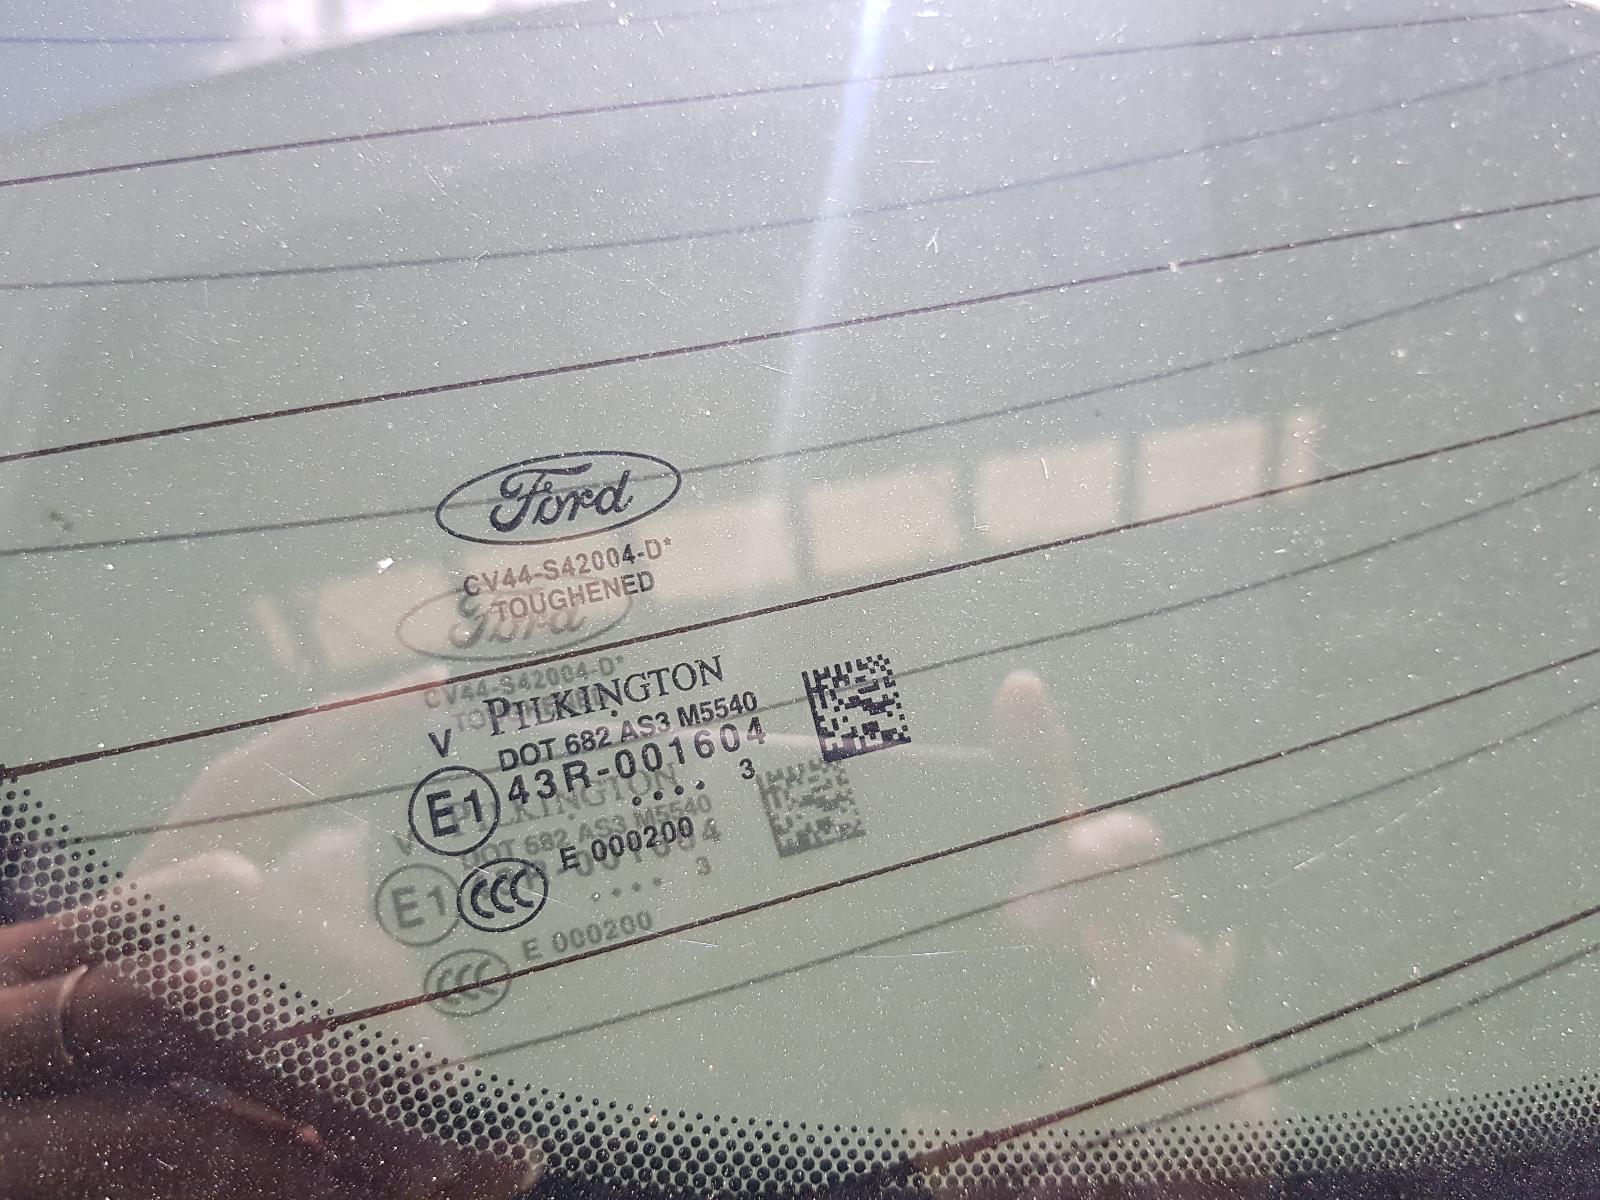 Ford
CV44-S42004-D*
TOUGHENED
PILKINGTON
V DOT 682 AS3 M5540
E1 43R-001604
.... 3
CCC E 000200